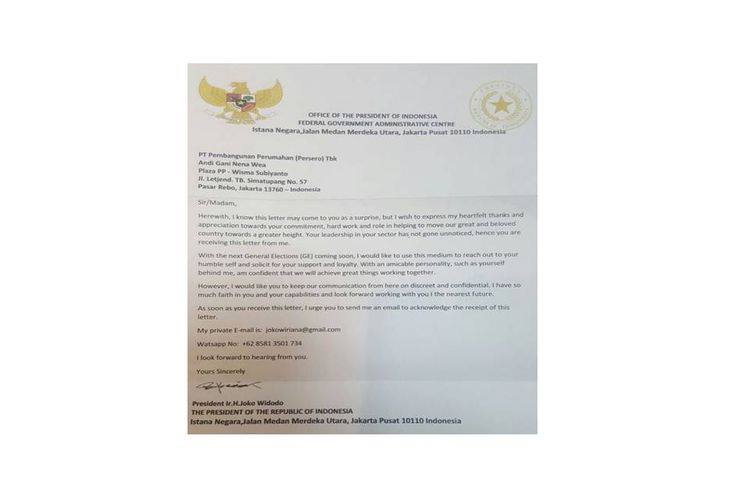 OFFICE OF THE PRESIDENT OF INDONESIA
FEDERAL GOVERNMENT ADMINISTRATIVE CENTRE
Istana Negara,Jalan Medan Merdeka Utara, Jakarta Pusat 10110 Indonesia
PT Pembangunan Perumahan (Persero) Tbk
Andi Gani Nena Wea
Plaza PP - Wisma Subiyanto
Jl. Letjend. TB. Simatupang No. 57
Pasar Rebo, Jakarta 13760 – Indonesia
Sir/Madam,
Herewith, I know this letter may come to you as a surprise, but I wish to express my heartfelt thanks and
appreciation towards your commitment, hard work and role in helping to move our great and beloved
country towards a greater height. Your leadership in your sector has not gone unnoticed, hence you are
receiving this letter from me.
With the next General Elections (GE) coming soon, I would like to use this medium to reach out to your
humble self and solicit for your support and loyalty. With an amicable personality, such as yourself
behind me, am confident that we will achieve great things working together.
However, I would like you to keep our communication from here on discreet and confidential. I have so
much faith in you and your capabilities and look forward working with you I the nearest future.
As soon as you receive this letter, I urge you to send me an email to acknowledge the receipt of this
letter.
My private E-mail is: jokowiriana@gmail.com
Watsapp No: +62 8581 3501 734
I look forward to hearing from you.
Yours Sincerely
President Ir.H.Joko Widodo
THE PRESIDENT OF THE REPUBLIC OF INDONESIA
Istana Negara,Jalan Medan Merdeka Utara, Jakarta Pusat 10110 Indonesia